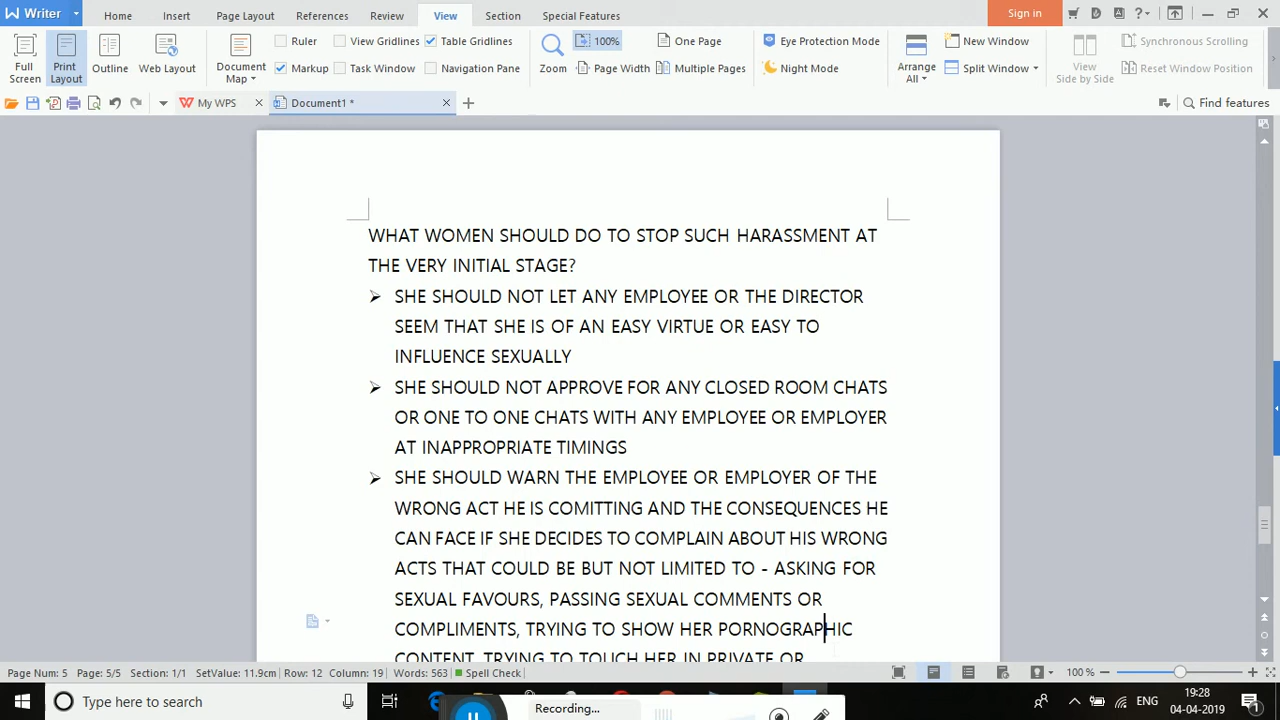 Writer
Home
Insert
Page Layout
References
Review
View
Section
Special Features
Sign in
Full Screen
Print Layout
Outline
Web Layout
Document Map
Ruler
View Gridlines
Table Gridlines
Markup
Task Window
Navigation Pane
Zoom
100%
One Page
Page Width
Multiple Pages
Eye Protection Mode
Night Mode
Arrange All
New Window
Split Window
View Side by Side
Synchronous Scrolling
Reset Window Position
My WPS
Document1 *
Find features
WHAT WOMEN SHOULD DO TO STOP SUCH HARASSMENT AT
THE VERY INITIAL STAGE?
➢ SHE SHOULD NOT LET ANY EMPLOYEE OR THE DIRECTOR
SEEM THAT SHE IS OF AN EASY VIRTUE OR EASY TO
INFLUENCE SEXUALLY
➢ SHE SHOULD NOT APPROVE FOR ANY CLOSED ROOM CHATS
OR ONE TO ONE CHATS WITH ANY EMPLOYEE OR EMPLOYER
AT INAPPROPRIATE TIMINGS
➢ SHE SHOULD WARN THE EMPLOYEE OR EMPLOYER OF THE
WRONG ACT HE IS COMITTING AND THE CONSEQUENCES HE
CAN FACE IF SHE DECIDES TO COMPLAIN ABOUT HIS WRONG
ACTS THAT COULD BE BUT NOT LIMITED TO - ASKING FOR
SEXUAL FAVOURS, PASSING SEXUAL COMMENTS OR
COMPLIMENTS, TRYING TO SHOW HER PORNOGRAPHIC
CONTENT, TRYING TO TOUCH HER IN PRIVATE OR
Page Num: 5 Page: 5/5 Section: 1/1 SetValue: 11.9cm Row: 12 Column: 19 Words: 563 Spell Check
100 %
Type here to search
Recording...
ENG
19:28
04-04-2019